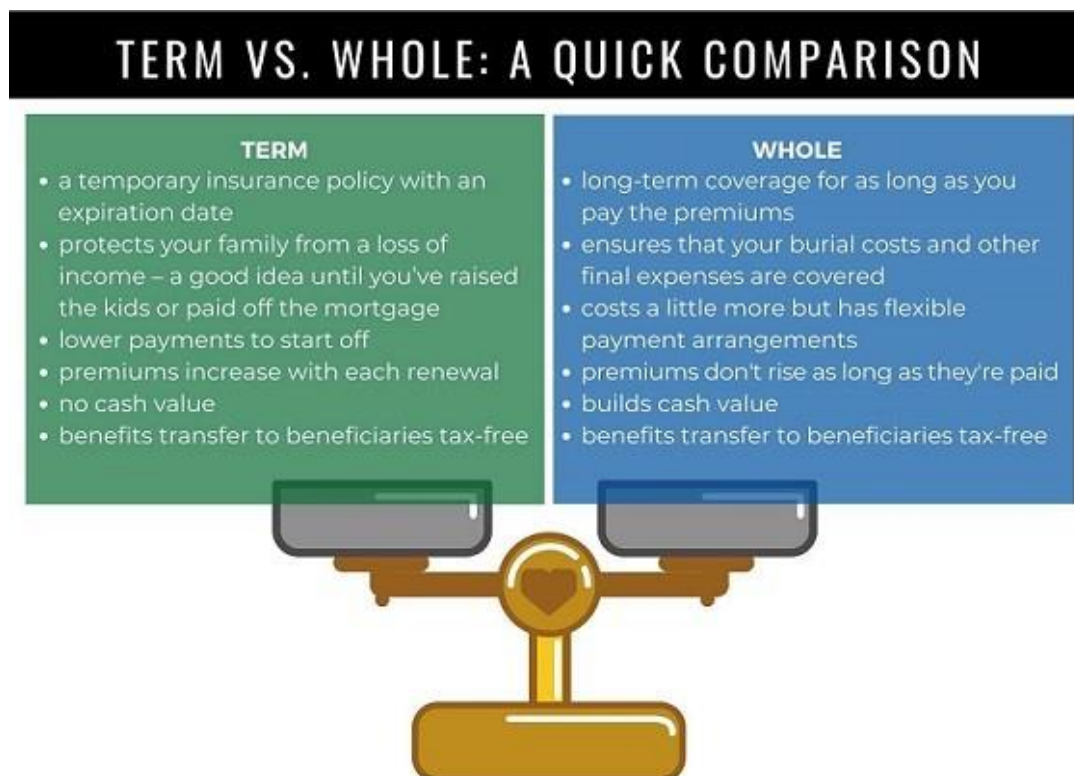 TERM VS. WHOLE: A QUICK COMPARISON
TERM
• a temporary insurance policy with an
expiration date
• protects your family from a loss of
income – a good idea until you've raised
the kids or paid off the mortgage
• lower payments to start off
• premiums increase with each renewal
• no cash value
• benefits transfer to beneficiaries tax-free
WHOLE
• long-term coverage for as long as you
pay the premiums
• ensures that your burial costs and other
final expenses are covered
• costs a little more but has flexible
payment arrangements
• premiums don't rise as long as they're paid
• builds cash value
• benefits transfer to beneficiaries tax-free